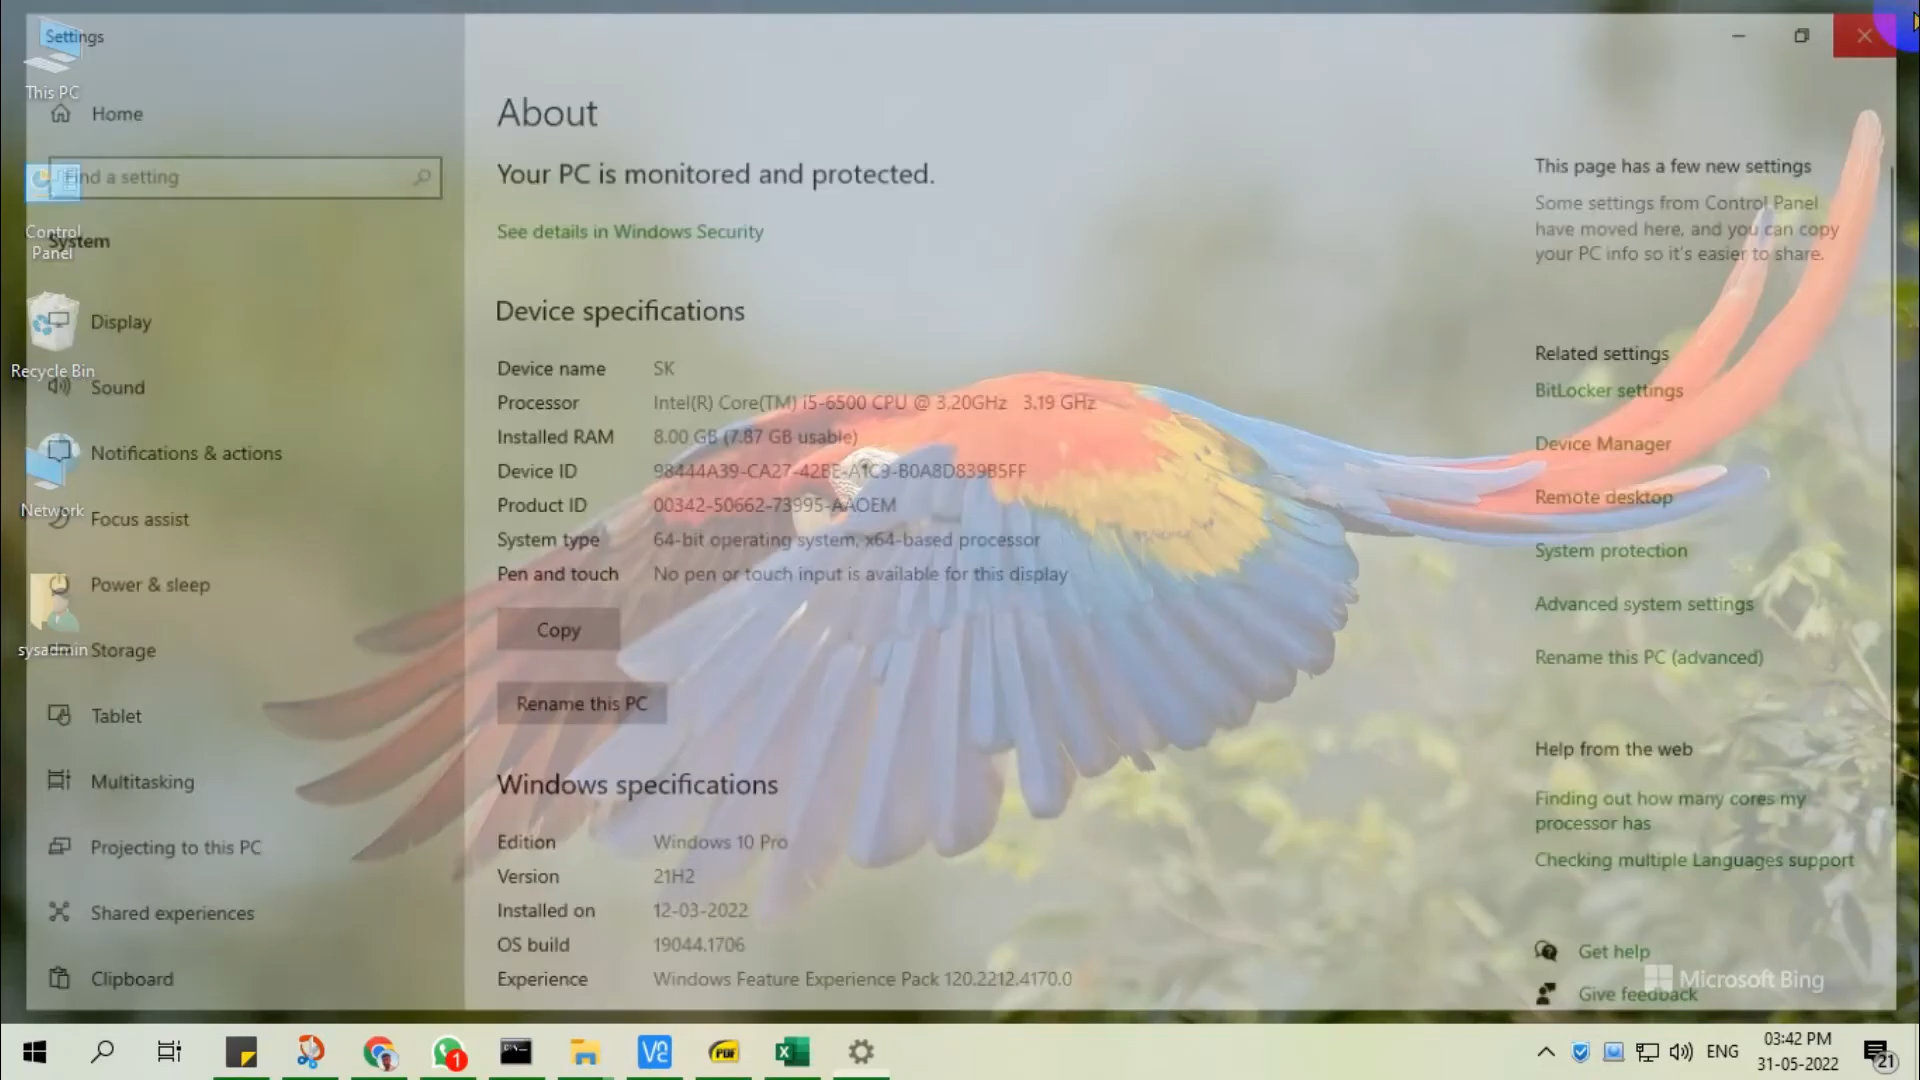 Settings
This PC
Home
Find a setting
Control
Panel
System
Display
Recycle Bin
Sound
Notifications & actions
Network
Focus assist
Power & sleep
sysadmin
Storage
Tablet
Multitasking
Projecting to this PC
Shared experiences
Clipboard
About
Your PC is monitored and protected.
See details in Windows Security
Device specifications
Device name SK
Processor Intel(R) Core(TM) i5-6500 CPU @ 3.20GHz 3.19 GHz
Installed RAM 8.00 GB (7.87 GB usable)
Device ID 98444A39-CA27-42BE-A1C9-B0A8D839B5FF
Product ID 00342-50662-73995-AAOEM
System type 64-bit operating system, x64-based processor
Pen and touch No pen or touch input is available for this display
Copy
Rename this PC
Windows specifications
Edition Windows 10 Pro
Version 21H2
Installed on 12-03-2022
OS build 19044.1706
Experience Windows Feature Experience Pack 120.2212.4170.0
This page has a few new settings
Some settings from Control Panel
have moved here, and you can copy
your PC info so it's easier to share.
Related settings
BitLocker settings
Device Manager
Remote desktop
System protection
Advanced system settings
Rename this PC (advanced)
Help from the web
Finding out how many cores my
processor has
Checking multiple Languages support
Get help
Microsoft Bing
Give feedback
1
PDF
ENG
03:42 PM
31-05-2022
21